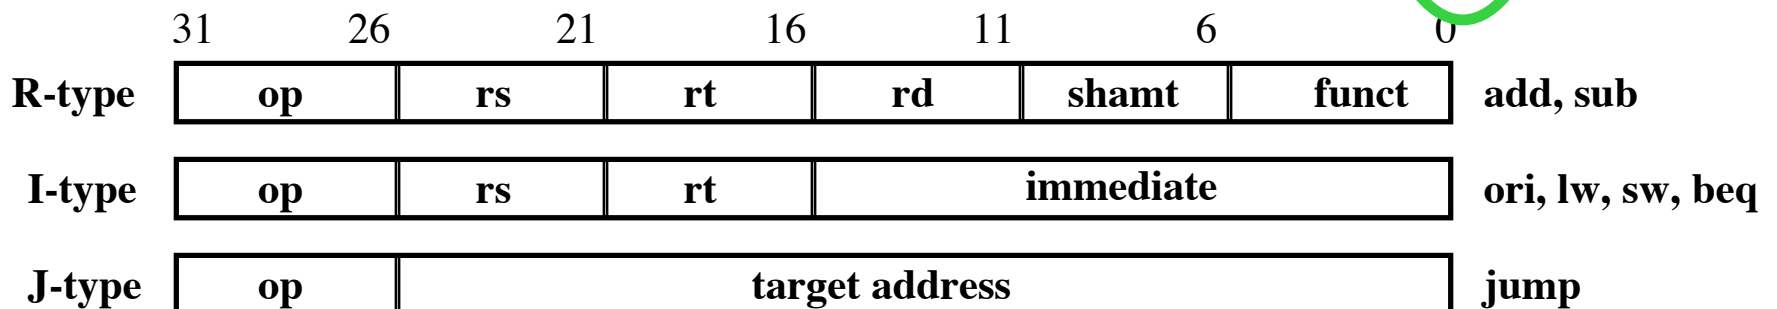 31 26 21 16 11 6 0
R-type op rs rt rd shamt funct add, sub
I-type op rs rt immediate ori, lw, sw, beq
J-type op target address jump